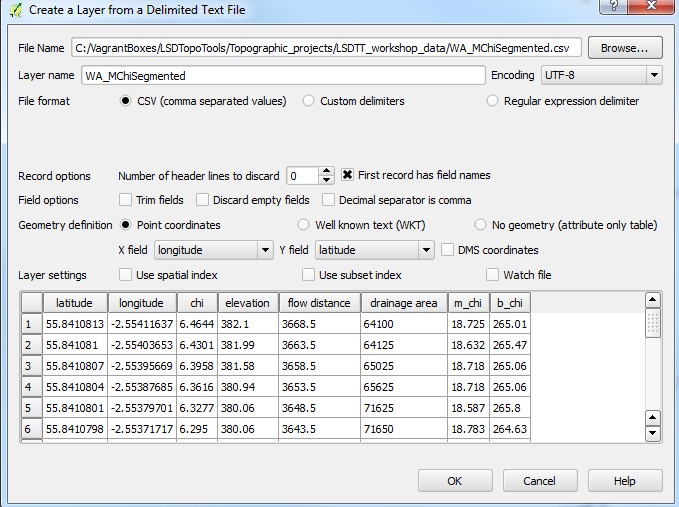 Create a Layer from a Delimited Text File ? X
File Name C:/VagrantBoxes/LSDTopoTools/Topographic_projects/LSDTT_workshop_data/WA_MChiSegmented.csv Browse...
Layer name WA_MChiSegmented Encoding UTF-8
File format CSV (comma separated values) Custom delimiters Regular expression delimiter
Record options Number of header lines to discard 0 First record has field names
Field options Trim fields Discard empty fields Decimal separator is comma
Geometry definition Point coordinates Well known text (WKT) No geometry (attribute only table)
X field longitude Y field latitude DMS coordinates
Layer settings Use spatial index Use subset index Watch file
latitude longitude chi elevation flow distance drainage area m_chi b_chi
1 55.8410813 -2.55411637 6.4644 382.1 3668.5 64100 18.725 265.01
2 55.841081 -2.55403653 6.4301 381.99 3663.5 64125 18.632 265.47
3 55.8410807 -2.55395669 6.3958 381.58 3658.5 65025 18.718 265.06
4 55.8410804 -2.55387685 6.3616 380.94 3653.5 65625 18.718 265.06
5 55.8410801 -2.55379701 6.3277 380.06 3648.5 71625 18.587 265.8
6 55.8410798 -2.55371717 6.295 380.06 3643.5 71650 18.783 264.63
OK Cancel Help